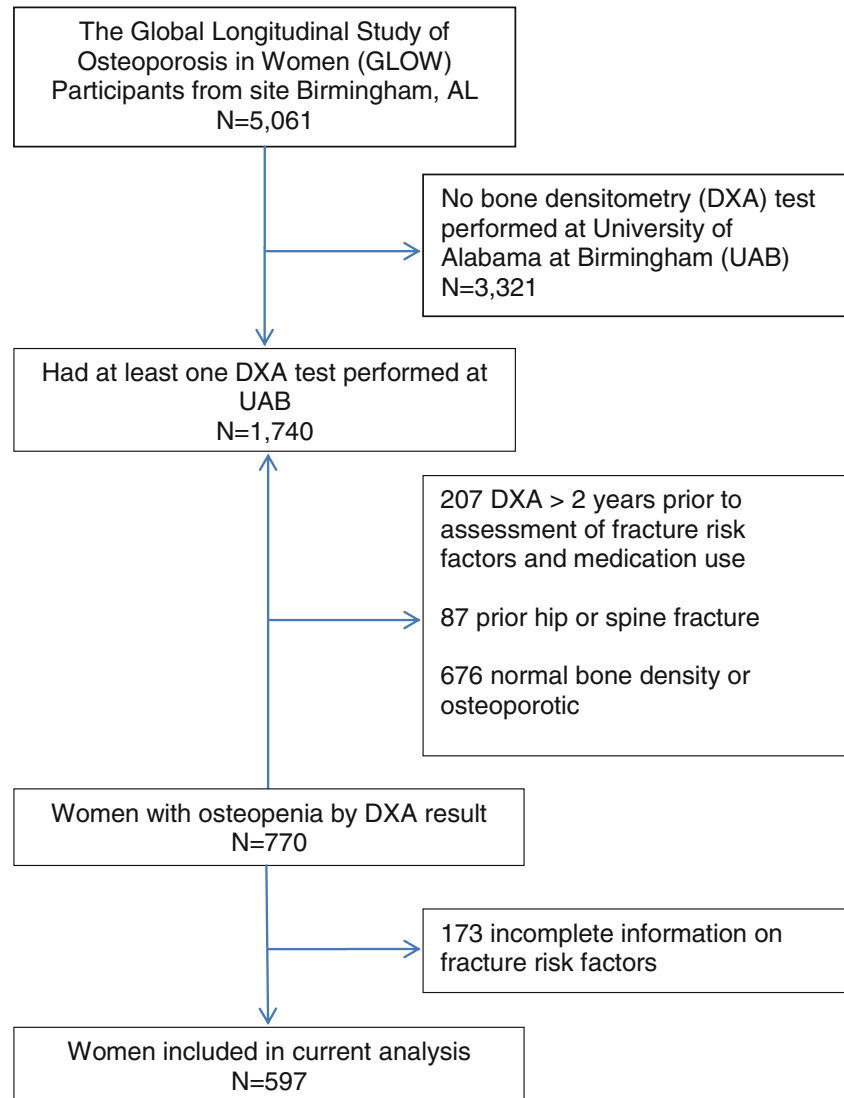 The Global Longitudinal Study of
Osteoporosis in Women (GLOW)
Participants from site Birmingham, AL
N=5,061
No bone densitometry (DXA) test
performed at University of
Alabama at Birmingham (UAB)
N=3,321
Had at least one DXA test performed at
UAB
N=1,740
207 DXA > 2 years prior to
assessment of fracture risk
factors and medication use
87 prior hip or spine fracture
676 normal bone density or
osteoporotic
Women with osteopenia by DXA result
N=770
173 incomplete information on
fracture risk factors
Women included in current analysis
N=597